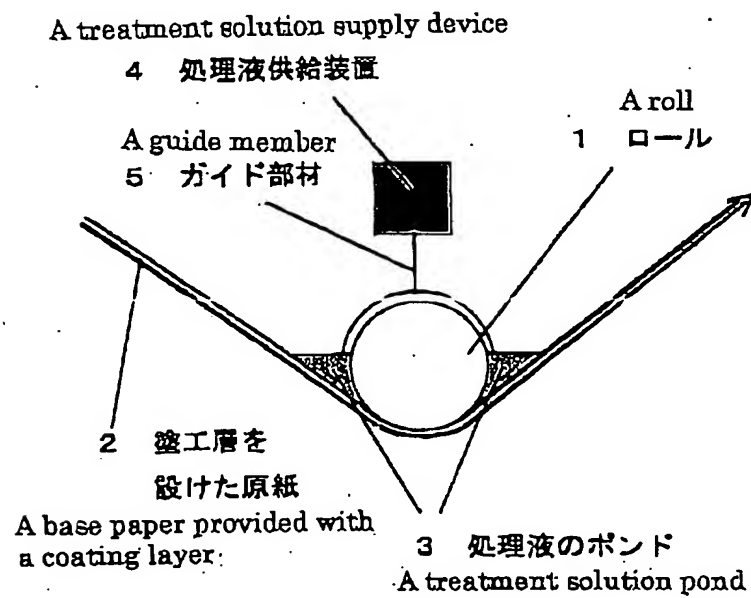 A treatment solution supply device
4 処理液供給装置
A roll
1 ロール
A guide member
5 ガイド部材
2 塗工層を
設けた原紙
A base paper provided with
a coating layer
3 処理液のポンド
A treatment solution pond